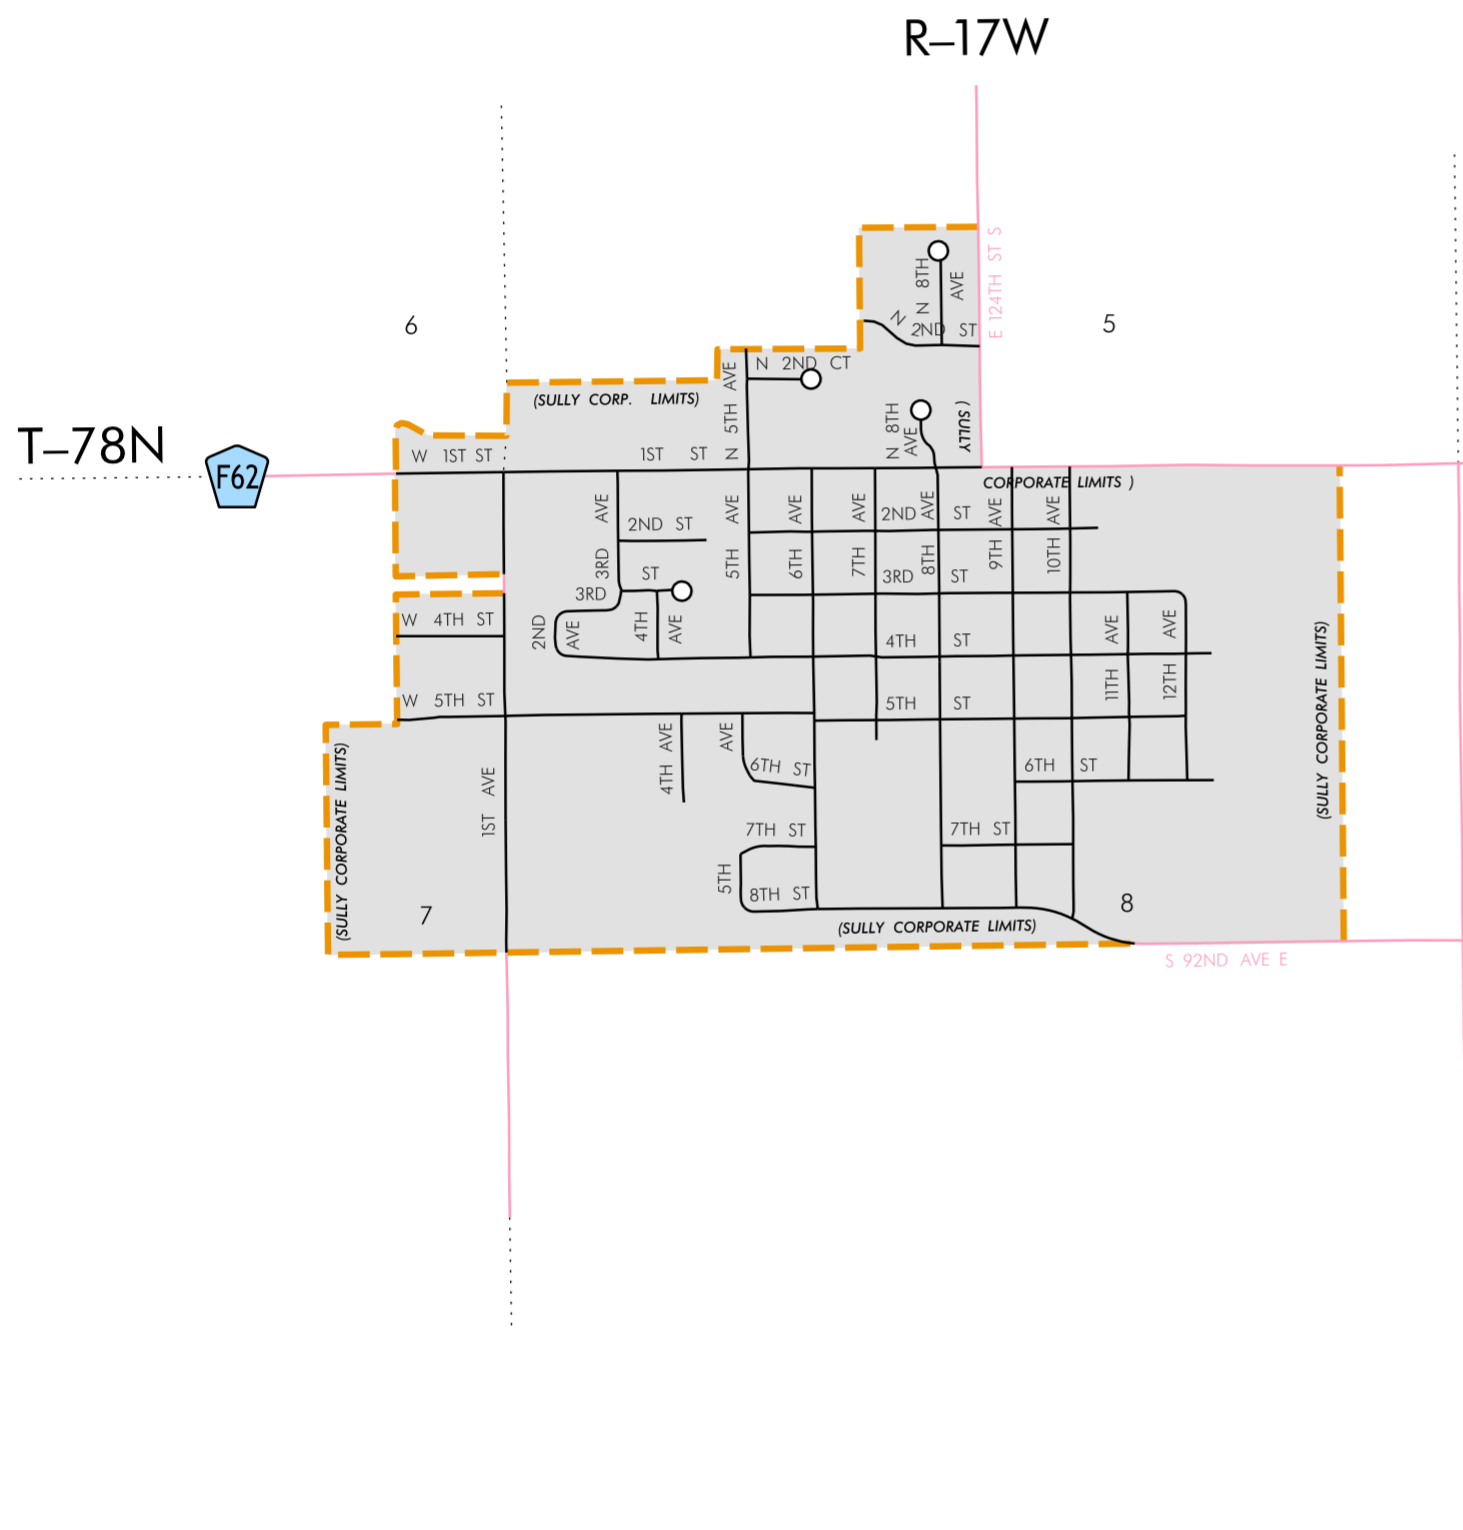 R–17W
E 124TH ST S
N 8TH AVE
N 2ND ST
6
5
N 2ND CT
N 5TH AVE
(SULLY CORP. LIMITS)
N 8TH AVE
(SULLY
CORPORATE LIMITS )
T–78N
F62
W 1ST ST
1ST ST
3RD AVE
2ND ST
5TH AVE
6TH AVE
7TH AVE
2ND ST
8TH AVE
9TH AVE
10TH AVE
3RD ST
3RD ST
2ND AVE
4TH AVE
W 4TH ST
4TH ST
11TH AVE
12TH AVE
(SULLY CORPORATE LIMITS)
W 5TH ST
5TH ST
(SULLY CORPORATE LIMITS)
1ST AVE
4TH AVE
AVE
6TH ST
6TH ST
7TH ST
7TH ST
5TH
8TH ST
7
8
(SULLY CORPORATE LIMITS)
S 92ND AVE E